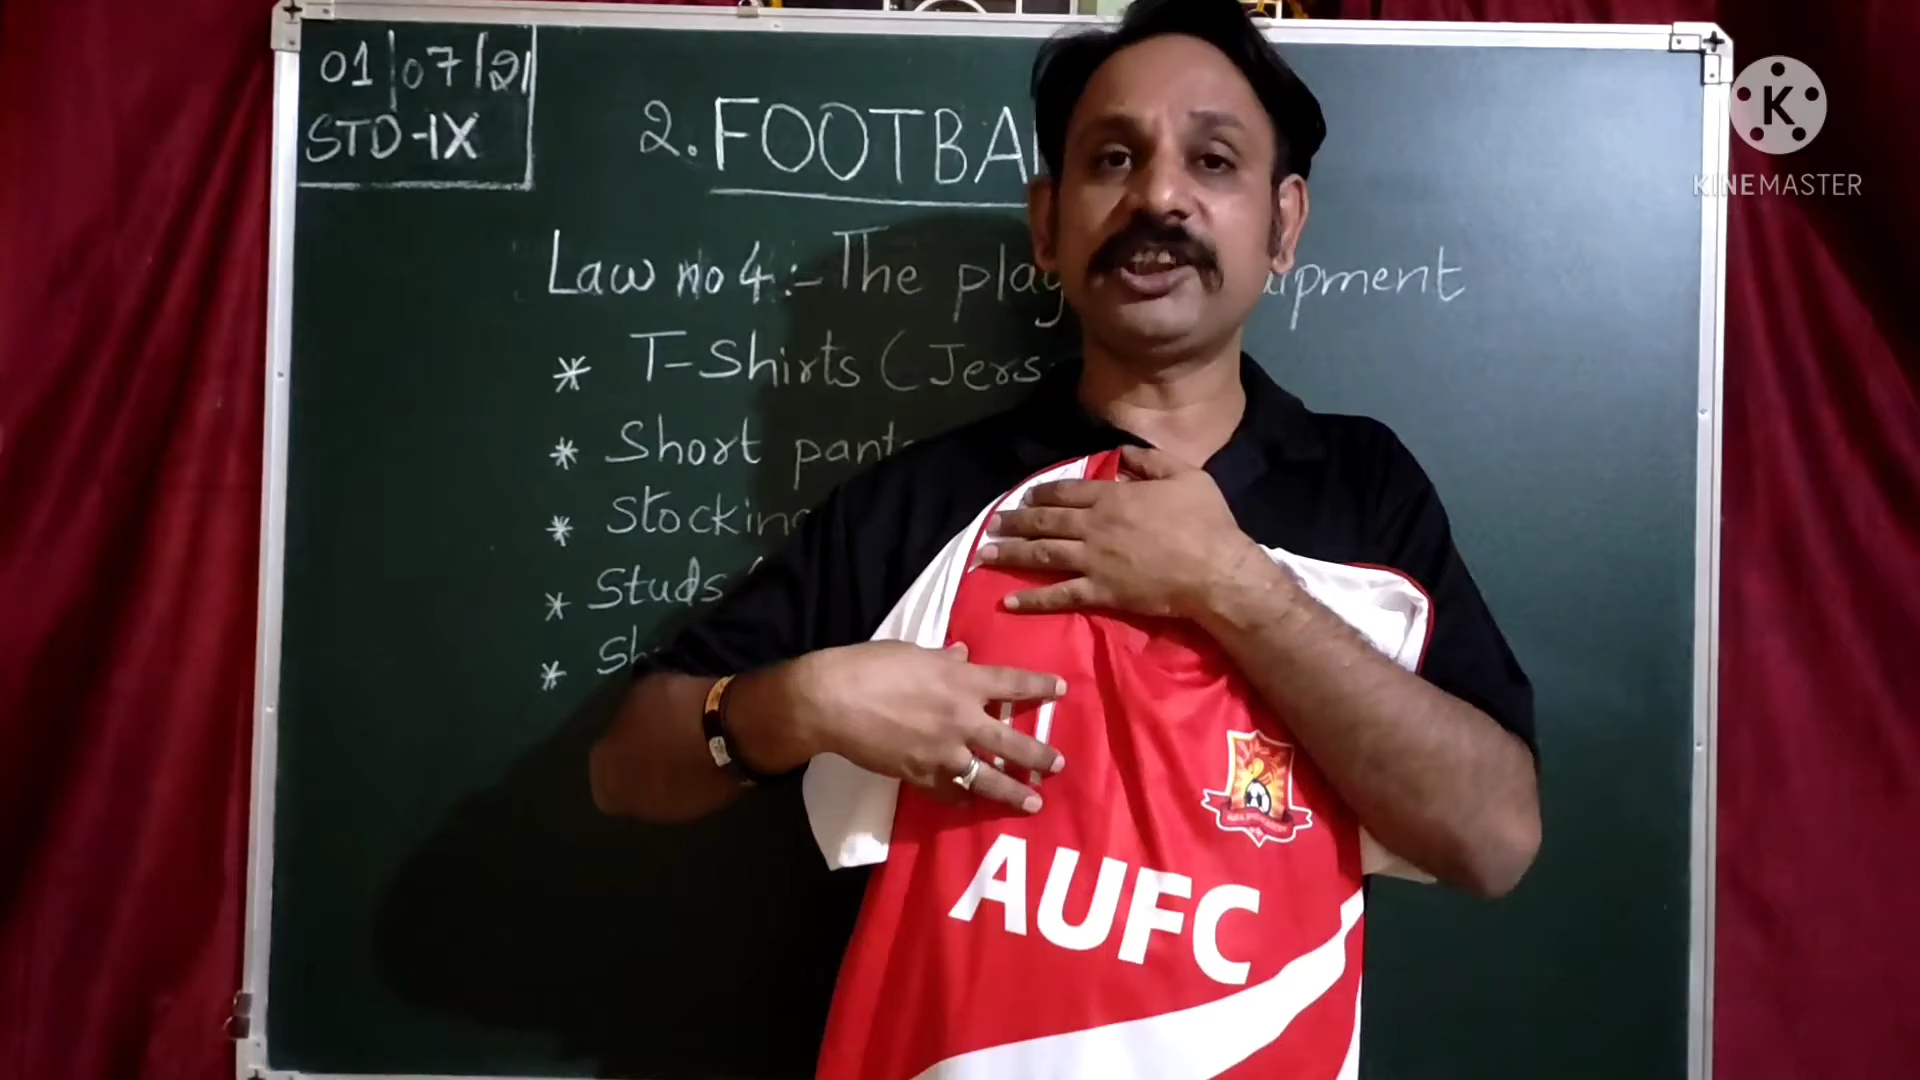 01/07/21
STD-IX
2. FOOTBA
Law no 4:- The play uipment
* T-Shirts (Jers
* Short pant
* Stocking
* Studs (
* Sh
AUFC
K
KINEMASTER